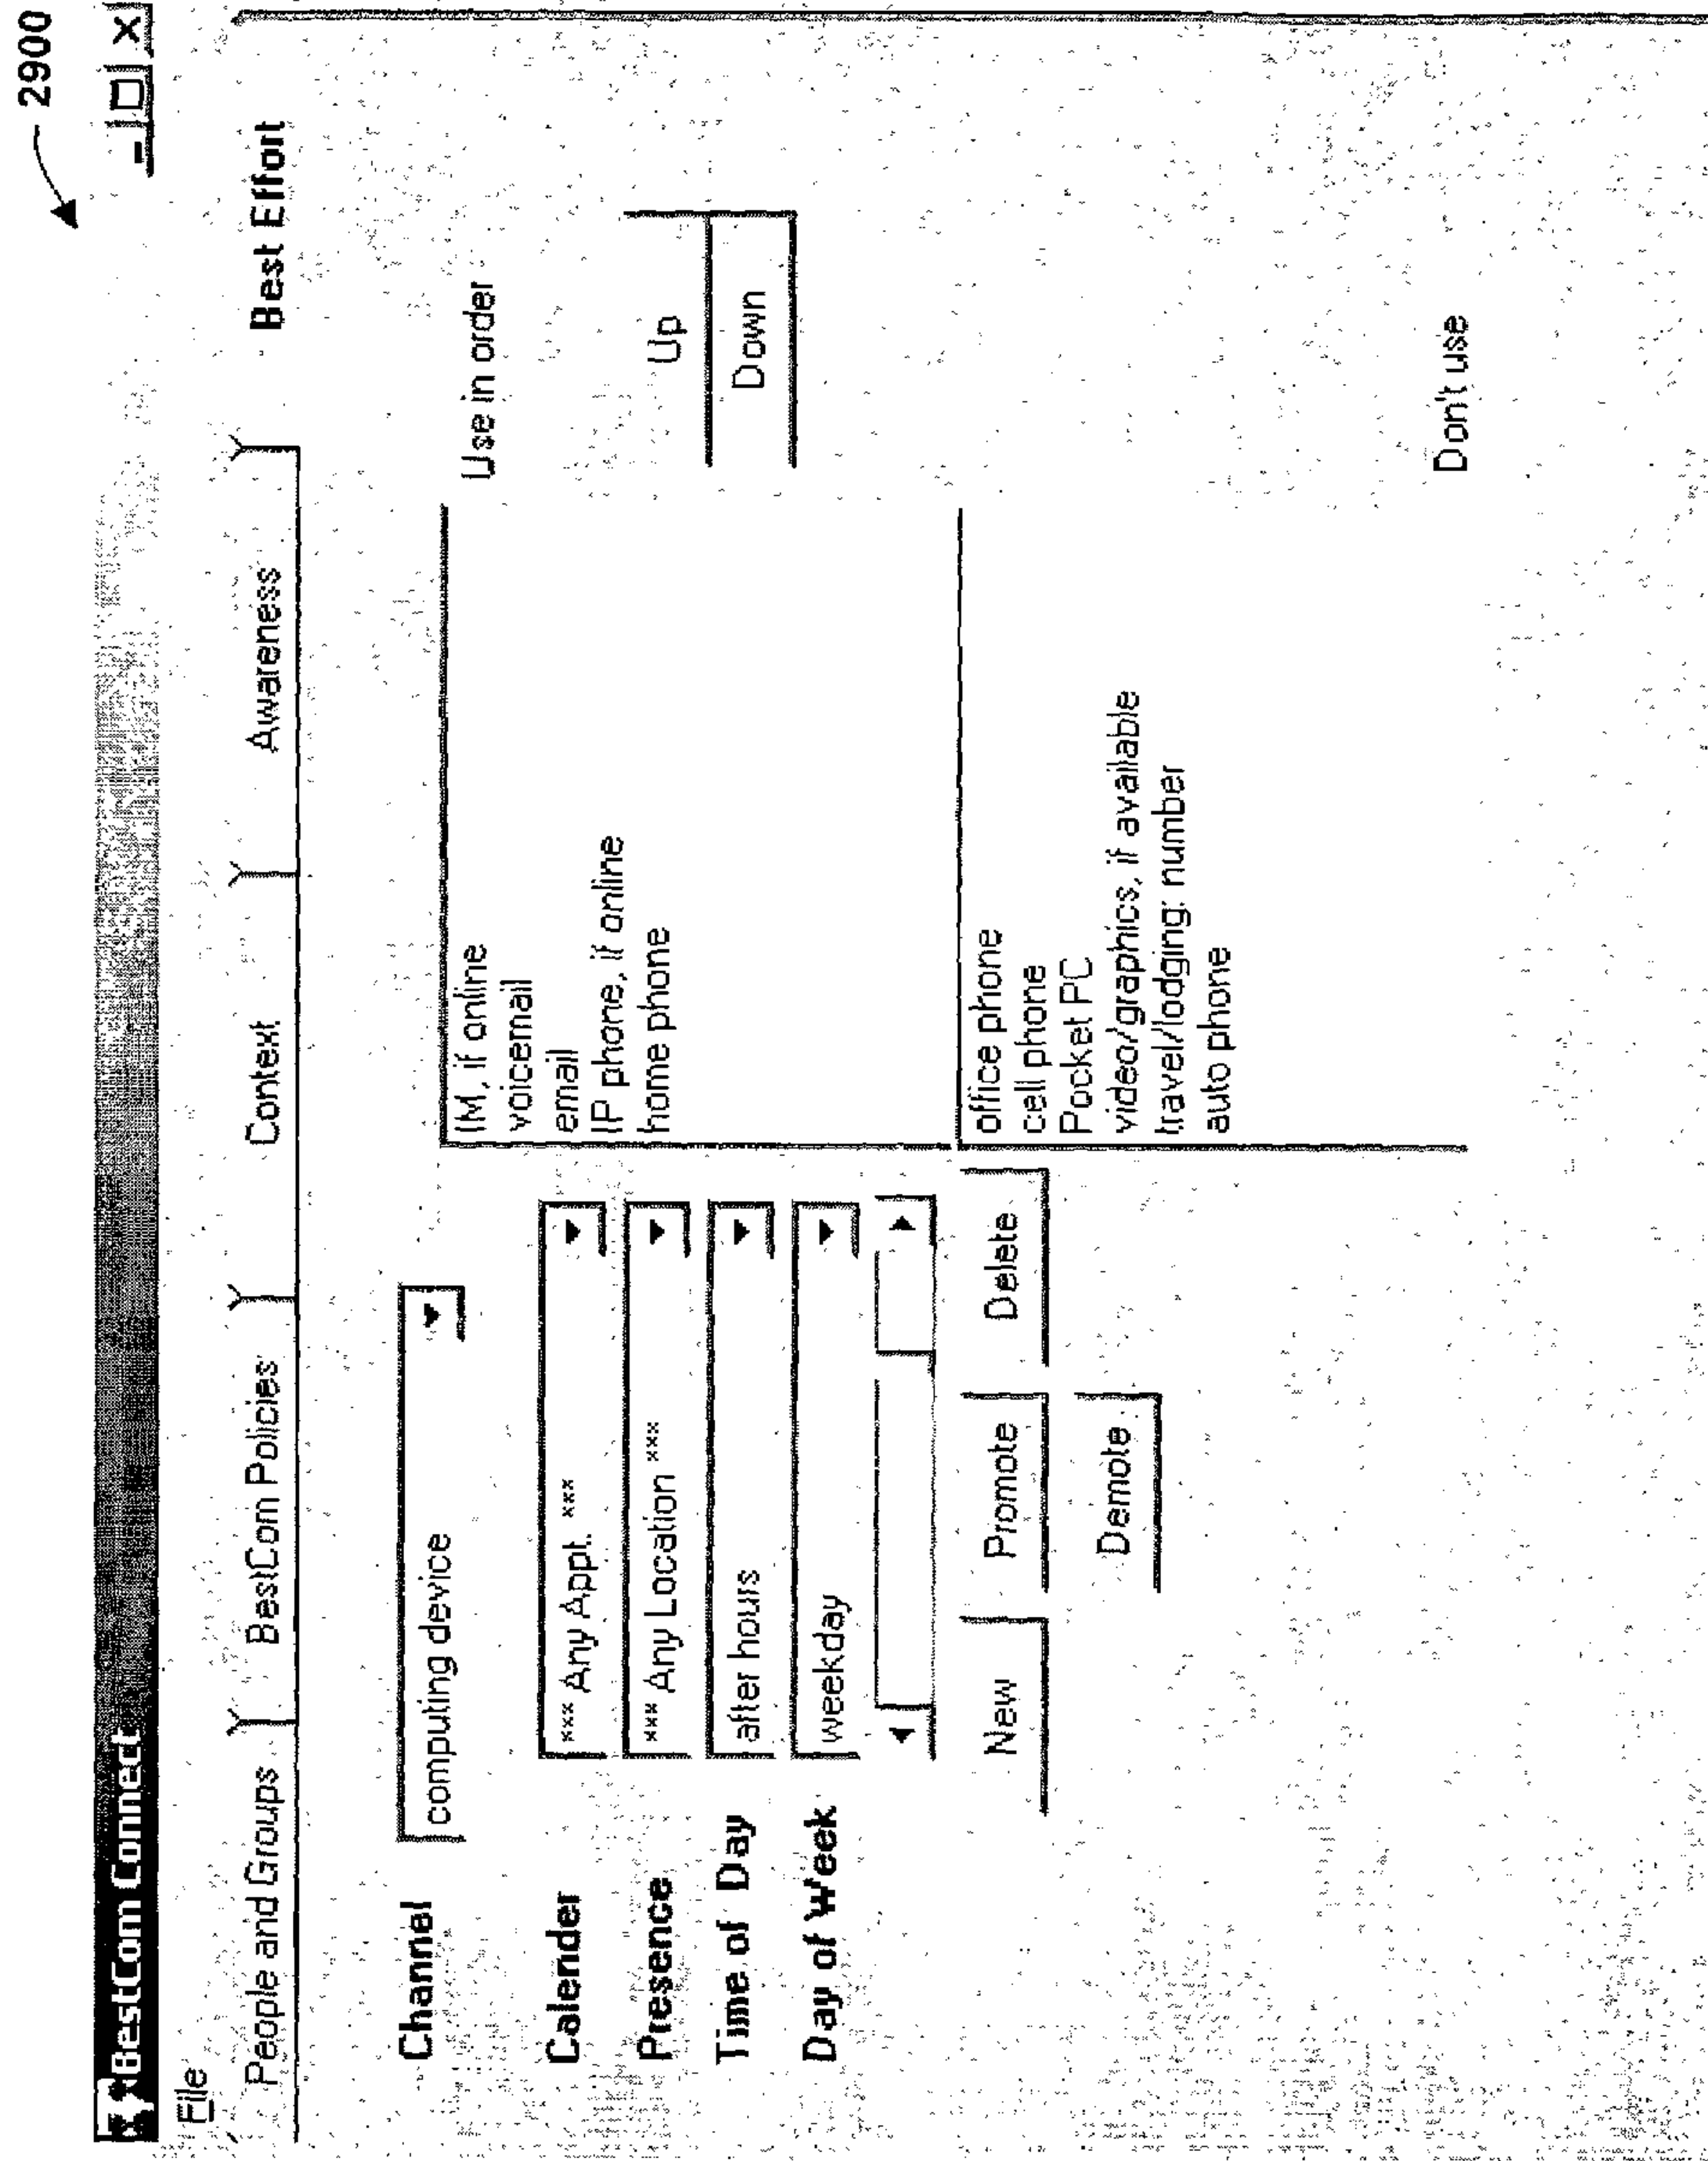 2900
BestCom Connect
File
People and Groups
BestCom Policies
Context
Awareness
Best Effort
Channel
computing device
Calender
*** Any Appt. ***
Presence
*** Any Location ***
Time of Day
after hours
Day of Week
weekday
New
Promote
Delete
Demote
IM, if online
voicemail
email
IP phone, if online
home phone
Use in order
Up
Down
office phone
cell phone
Pocket PC
video/graphics, if available
travel/lodging: number
auto phone
Don't use